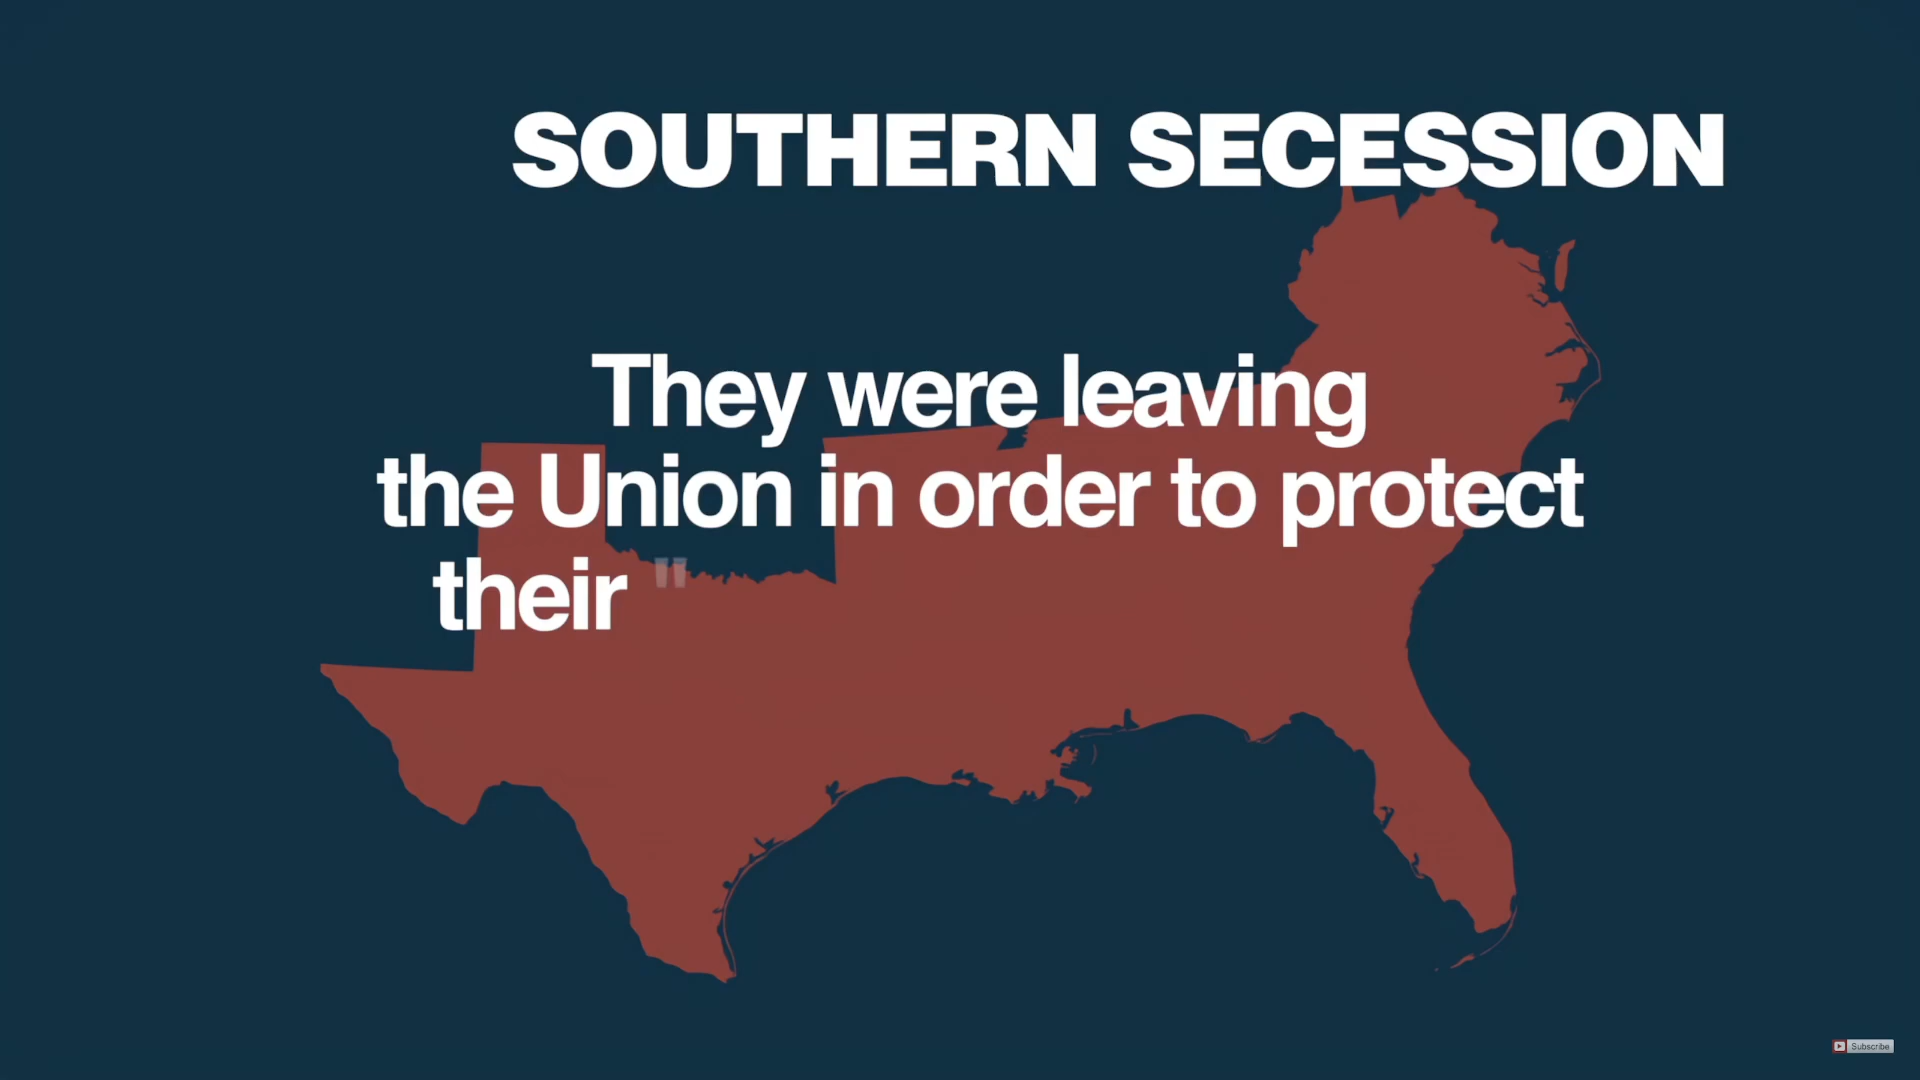 SOUTHERN SECESSION
They were leaving
the Union in order to protect
their "
Subscribe